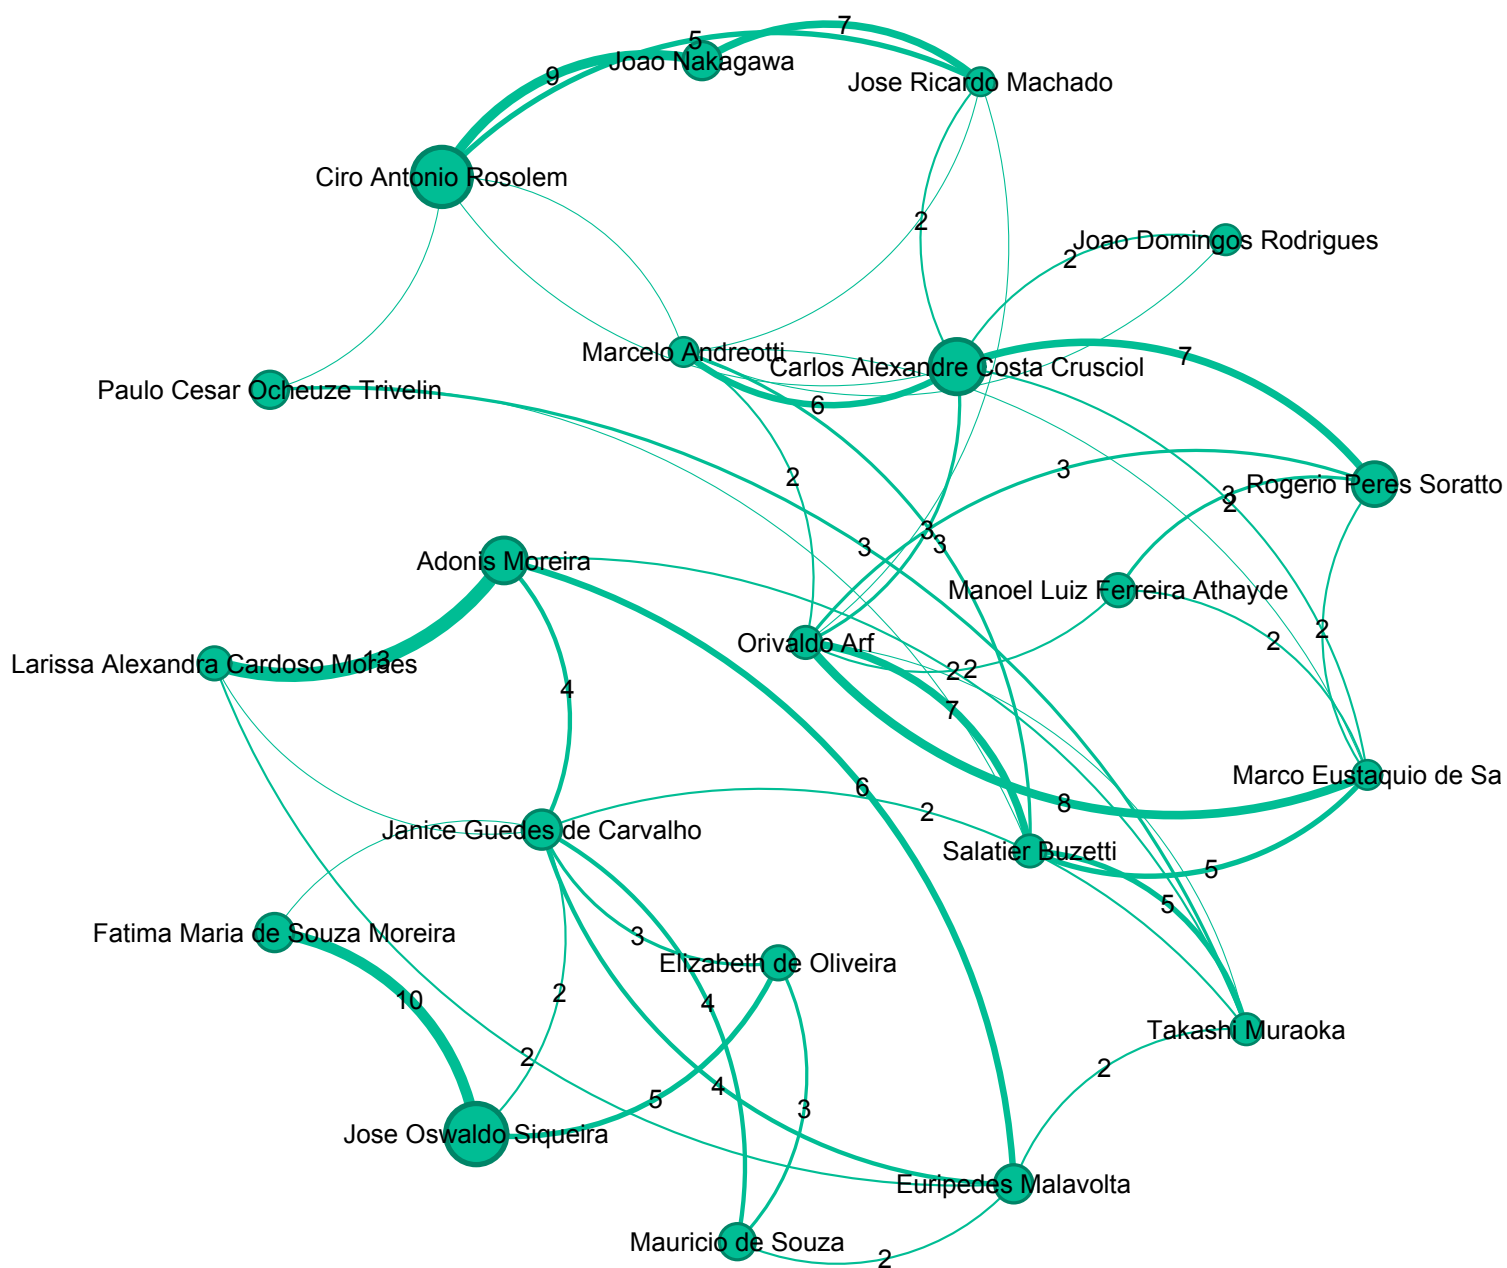 7
5
Joao Nakagawa
9
Jose Ricardo Machado
Ciro Antonio Rosolem
2
Joao Domingos Rodrigues
2
Marcelo Andreotti
7
Carlos Alexandre Costa Crusciol
Paulo Cesar Ocheuze Trivelin
6
3
2
Rogerio Peres Soratto
3
2
3
3
3
Adonis Moreira
Manoel Luiz Ferreira Athayde
2
2
Orivaldo Arf
Larissa Alexandra Cardoso Moraes
13
2
2
4
7
Marco Eustaquio de Sa
6
8
2
Janice Guedes de Carvalho
Salatier Buzetti
5
5
Fatima Maria de Souza Moreira
3
Elizabeth de Oliveira
10
2
4
Takashi Muraoka
2
2
4
5
3
Jose Oswaldo Siqueira
Euripedes Malavolta
Mauricio de Souza
2